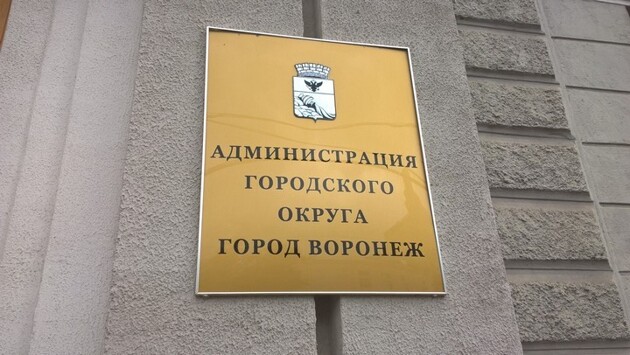 АДМИНИСТРАЦИЯ
ГОРОДСКОГО
ОКРУГА
ГОРОД ВОРОНЕЖ